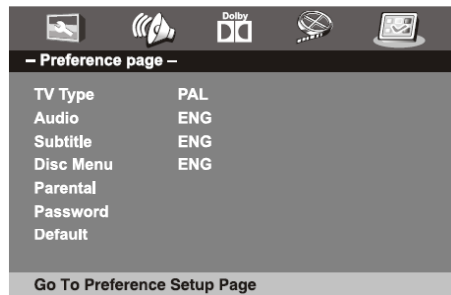 Dolby
– Preference page –
TV Type PAL
Audio ENG
Subtitle ENG
Disc Menu ENG
Parental
Password
Default
Go To Preference Setup Page